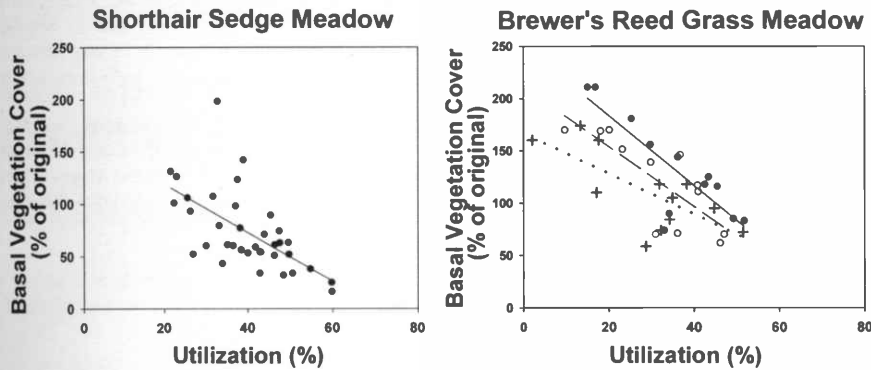 Shorthair Sedge Meadow
Basal Vegetation Cover
(% of original)
250
200
150
100
50
0
0 20 40 60 80
Utilization (%)
Brewer's Reed Grass Meadow
Basal Vegetation Cover
(% of original)
250
200
150
100
50
0
0 20 40 60 80
Utilization (%)